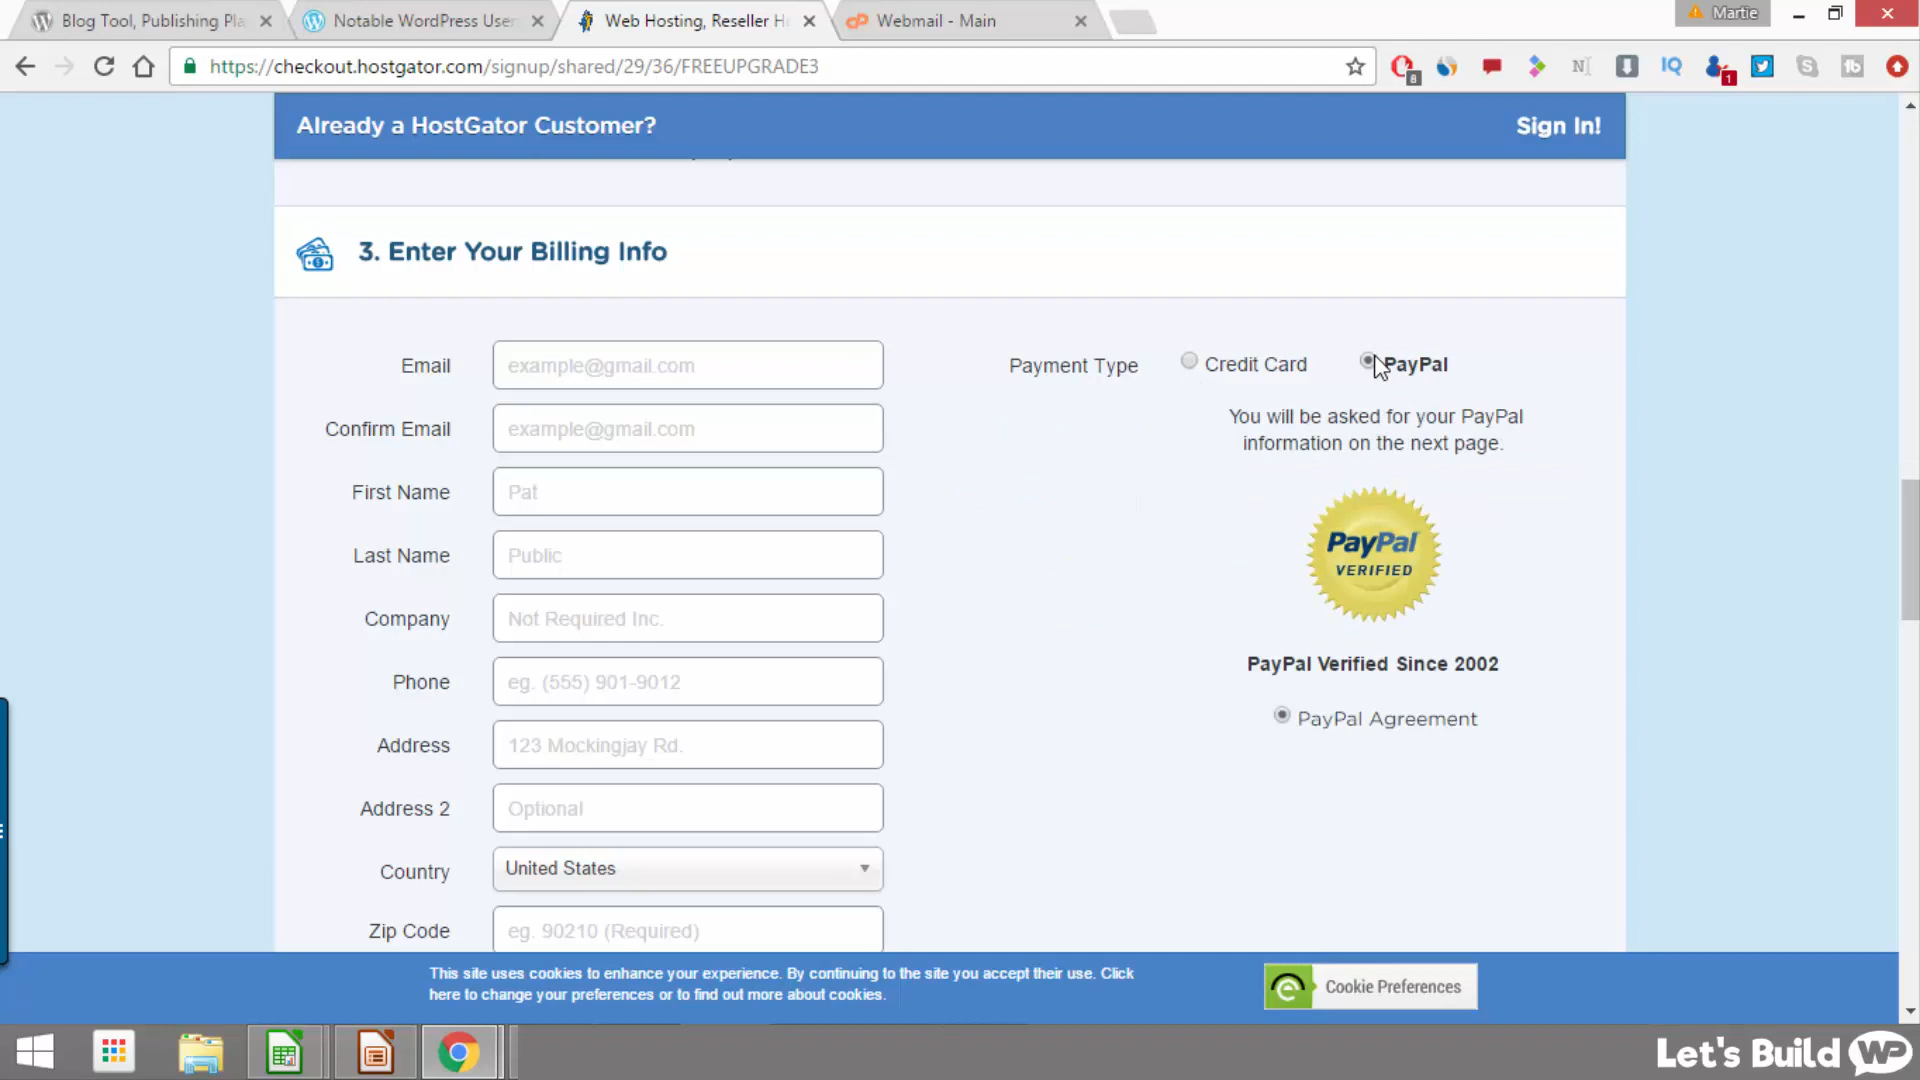 Blog Tool, Publishing Pla
Notable WordPress User
Web Hosting, Reseller H
Webmail - Main
Martie
https://checkout.hostgator.com/signup/shared/29/36/FREEUPGRADE3
8
N
IQ
1
Already a HostGator Customer?
Sign In!
3. Enter Your Billing Info
Email
example@gmail.com
Payment Type
Credit Card
PayPal
Confirm Email
example@gmail.com
You will be asked for your PayPal
information on the next page.
First Name
Pat
PayPal
VERIFIED
Last Name
Public
Company
Not Required Inc.
PayPal Verified Since 2002
Phone
eg. (555) 901-9012
PayPal Agreement
Address
123 Mockingjay Rd.
Address 2
Optional
Country
United States
Zip Code
eg. 90210 (Required)
This site uses cookies to enhance your experience. By continuing to the site you accept their use. Click
here to change your preferences or to find out more about cookies.
Cookie Preferences
Let's Build WP